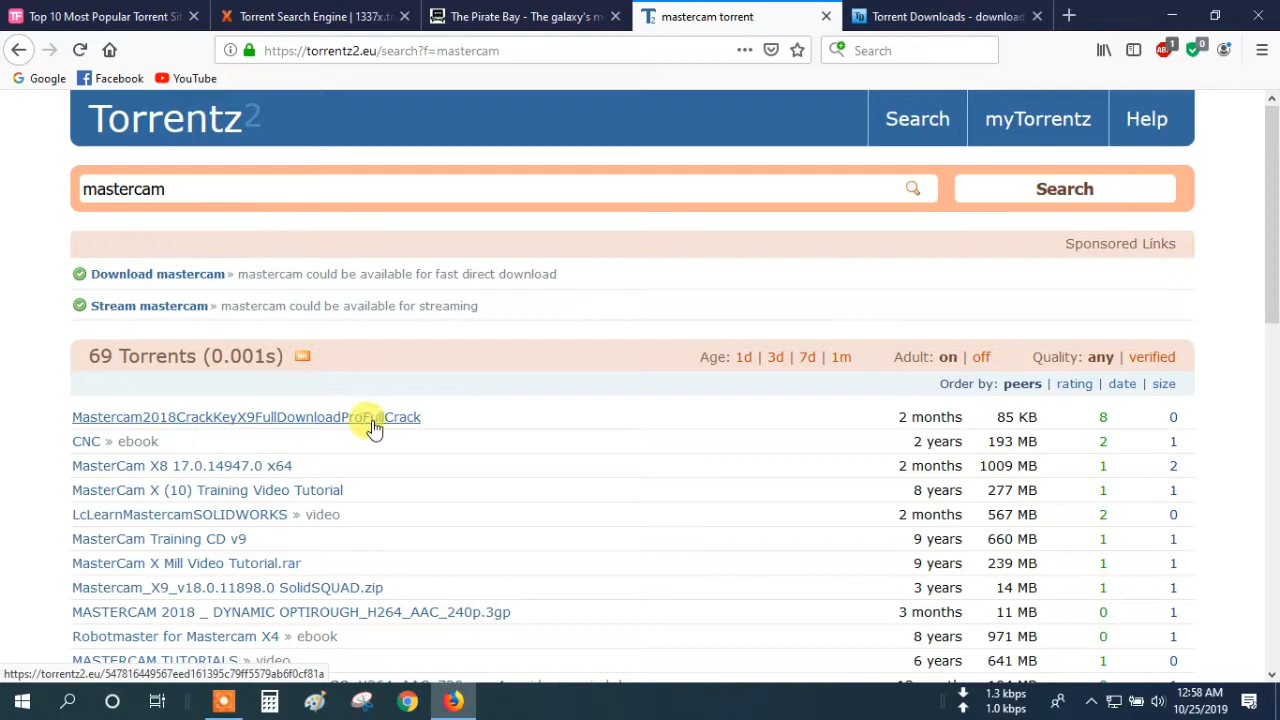 Top 10 Most Popular Torrent Sit
Torrent Search Engine | 1337x.t
The Pirate Bay - The galaxy's m
mastercam torrent
Torrent Downloads - download
https://torrentz2.eu/search?f=mastercam
Search
Google
Facebook
YouTube
Torrentz2
Search
myTorrentz
Help
mastercam
Search
Sponsored Links
Download mastercam » mastercam could be available for fast direct download
Stream mastercam » mastercam could be available for streaming
69 Torrents (0.001s)
Age: 1d | 3d | 7d | 1m
Adult: on | off
Quality: any | verified
Order by: peers | rating | date | size
Mastercam2018CrackKeyX9FullDownloadProFullCrack 2 months 85 KB 8 0
CNC » ebook 2 years 193 MB 2 1
MasterCam X8 17.0.14947.0 x64 2 months 1009 MB 1 2
MasterCam X (10) Training Video Tutorial 8 years 277 MB 1 1
LcLearnMastercamSOLIDWORKS » video 2 months 567 MB 2 0
MasterCam Training CD v9 9 years 660 MB 1 1
MasterCam X Mill Video Tutorial.rar 9 years 239 MB 1 1
Mastercam_X9_v18.0.11898.0 SolidSQUAD.zip 3 years 14 MB 1 1
MASTERCAM 2018 _ DYNAMIC OPTIROUGH_H264_AAC_240p.3gp 3 months 11 MB 0 1
Robotmaster for Mastercam X4 » ebook 8 years 971 MB 0 1
MASTERCAM TUTORIALS » video 6 years 641 MB 1 0
https://torrentz2.eu/547816449567eed161395c79ff5579ab6f0cf81a
1.3 kbps
1.0 kbps
12:58 AM
10/25/2019